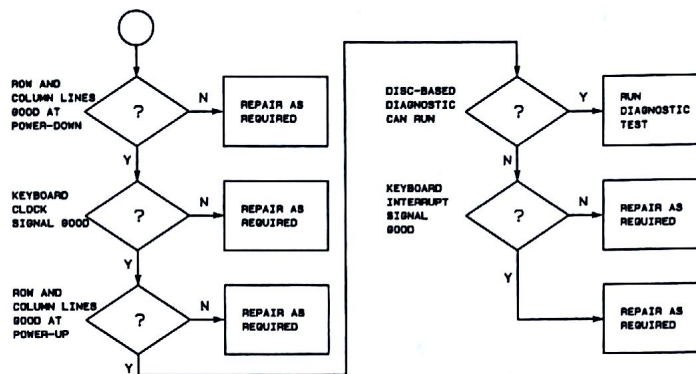 ROW AND
COLUMN LINES
GOOD AT
POWER-DOWN
?
N
REPAIR AS
REQUIRED
Y
KEYBOARD
CLOCK
SIGNAL GOOD
?
N
REPAIR AS
REQUIRED
Y
ROW AND
COLUMN LINES
GOOD AT
POWER-UP
?
N
REPAIR AS
REQUIRED
Y
DISC-BASED
DIAGNOSTIC
CAN RUN
?
Y
RUN
DIAGNOSTIC
TEST
N
KEYBOARD
INTERRUPT
SIGNAL
GOOD
?
N
REPAIR AS
REQUIRED
Y
REPAIR AS
REQUIRED